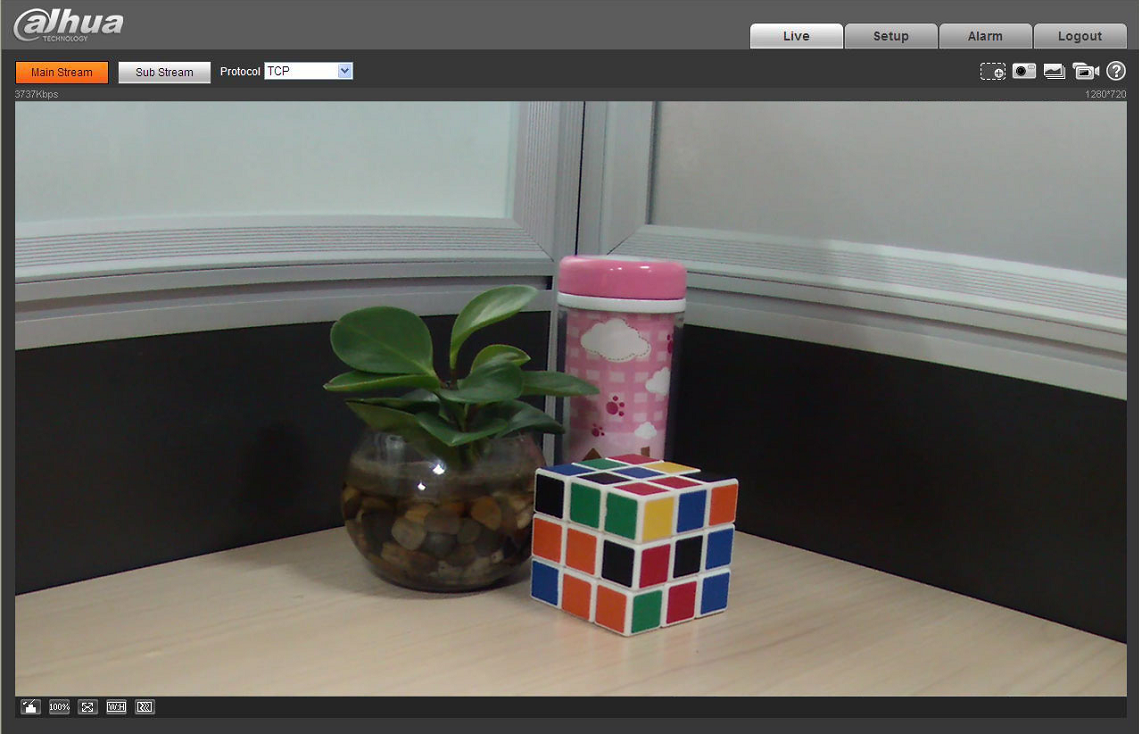 alhua
TECHNOLOGY
Live
Setup
Alarm
Logout
Main Stream
Sub Stream
Protocol
TCP
3737Kbps
1280*720
100%
W:H